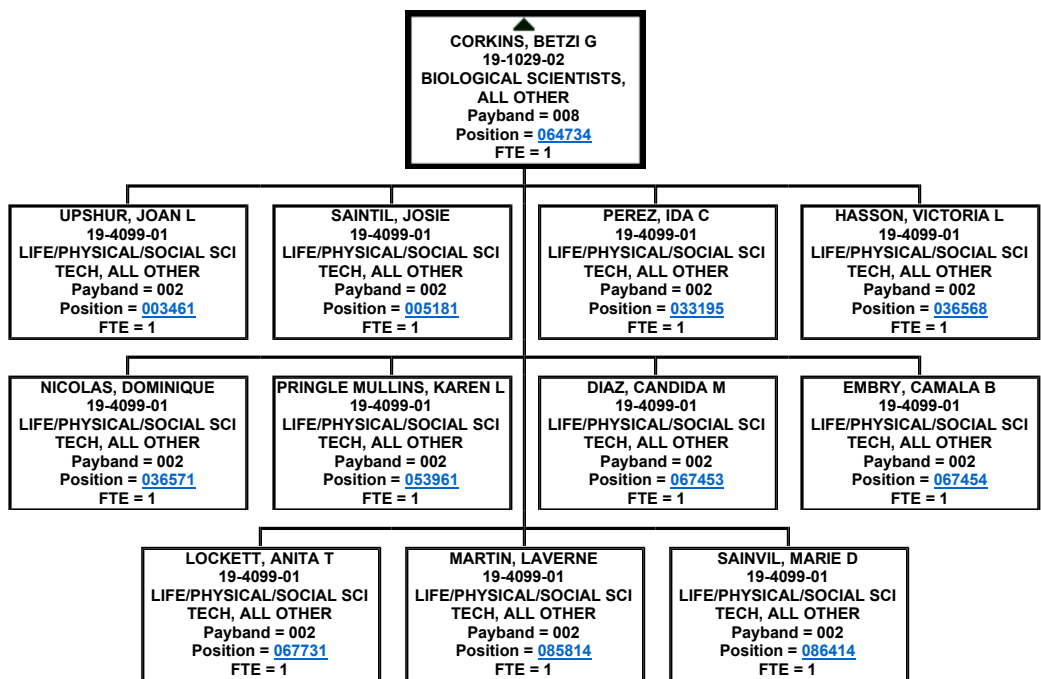 CORKINS, BETZI G
19-1029-02
BIOLOGICAL SCIENTISTS,
ALL OTHER
Payband = 008
Position = 064734
FTE = 1
UPSHUR, JOAN L
19-4099-01
LIFE/PHYSICAL/SOCIAL SCI
TECH, ALL OTHER
Payband = 002
Position = 003461
FTE = 1
SAINTIL, JOSIE
19-4099-01
LIFE/PHYSICAL/SOCIAL SCI
TECH, ALL OTHER
Payband = 002
Position = 005181
FTE = 1
PEREZ, IDA C
19-4099-01
LIFE/PHYSICAL/SOCIAL SCI
TECH, ALL OTHER
Payband = 002
Position = 033195
FTE = 1
HASSON, VICTORIA L
19-4099-01
LIFE/PHYSICAL/SOCIAL SCI
TECH, ALL OTHER
Payband = 002
Position = 036568
FTE = 1
NICOLAS, DOMINIQUE
19-4099-01
LIFE/PHYSICAL/SOCIAL SCI
TECH, ALL OTHER
Payband = 002
Position = 036571
FTE = 1
PRINGLE MULLINS, KAREN L
19-4099-01
LIFE/PHYSICAL/SOCIAL SCI
TECH, ALL OTHER
Payband = 002
Position = 053961
FTE = 1
DIAZ, CANDIDA M
19-4099-01
LIFE/PHYSICAL/SOCIAL SCI
TECH, ALL OTHER
Payband = 002
Position = 067453
FTE = 1
EMBRY, CAMALA B
19-4099-01
LIFE/PHYSICAL/SOCIAL SCI
TECH, ALL OTHER
Payband = 002
Position = 067454
FTE = 1
LOCKETT, ANITA T
19-4099-01
LIFE/PHYSICAL/SOCIAL SCI
TECH, ALL OTHER
Payband = 002
Position = 067731
FTE = 1
MARTIN, LAVERNE
19-4099-01
LIFE/PHYSICAL/SOCIAL SCI
TECH, ALL OTHER
Payband = 002
Position = 085814
FTE = 1
SAINVIL, MARIE D
19-4099-01
LIFE/PHYSICAL/SOCIAL SCI
TECH, ALL OTHER
Payband = 002
Position = 086414
FTE = 1